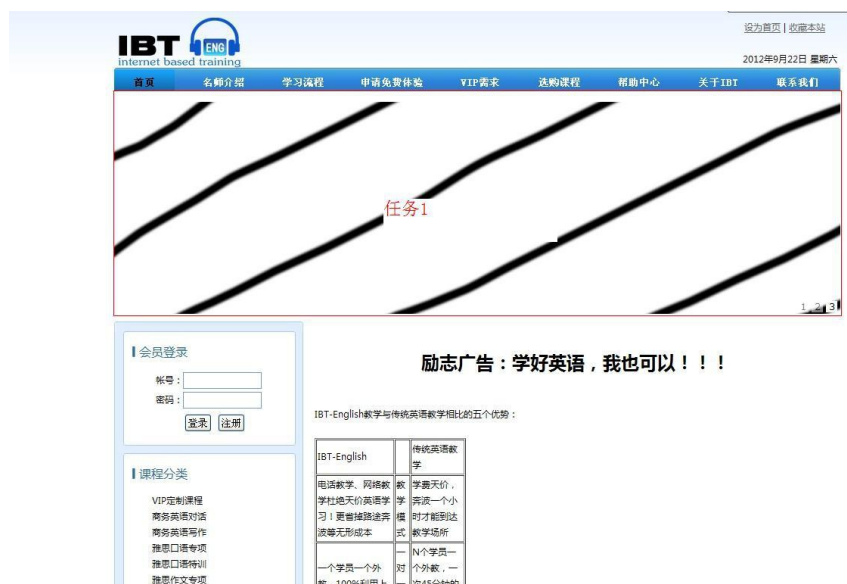 设为首页 | 收藏本站
IBT ENG
internet based training
2012年9月22日 星期六
首页 名师介绍 学习流程 申请免费体验 VIP需求 选购课程 帮助中心 关于IBT 联系我们
任务1
1 2 3
会员登录
帐号：
密码：
登录 注册
课程分类
VIP定制课程
商务英语对话
商务英语写作
雅思口语专项
雅思口语特训
雅思作文专项
励志广告：学好英语，我也可以！！！
IBT-English教学与传统英语教学相比的五个优势：
IBT-English
传统英语教
学
电话教学、网络教
学杜绝天价英语学
习！更省掉路途奔
波等无形成本
教
学
模
式
学费天价，
奔波一个小
时才能到达
教学场所
一个学员一个外
教，100%利用上
一
对
一
N个学员一
个外教，一
次45分钟的